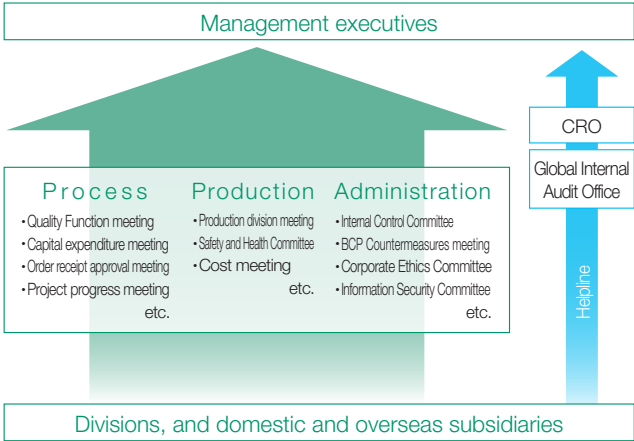 Management executives
CRO
Global Internal
Audit Office
Process
・Quality Function meeting
・Capital expenditure meeting
・Order receipt approval meeting
・Project progress meeting
etc.
Production
・Production division meeting
・Safety and Health Committee
・Cost meeting
etc.
Administration
・Internal Control Committee
・BCP Countermeasures meeting
・Corporate Ethics Committee
・Information Security Committee
etc.
Helpline
Divisions, and domestic and overseas subsidiaries